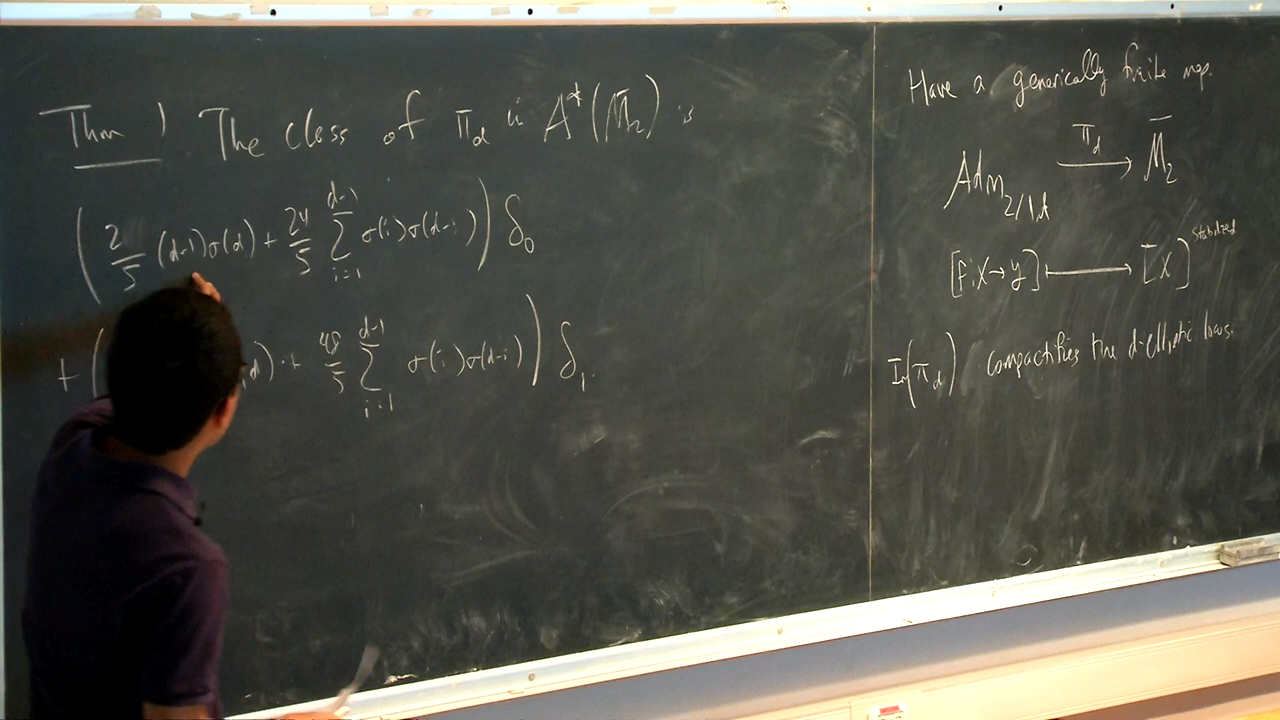 Thm 1 The class of π_d in A*(M̄_2) is
(2/5 (d-1)σ(d) + 24/5 ∑_{i=1}^{d-1} σ(i)σ(d-i)) δ_0
+ ( d) + 48/5 ∑_{i=1}^{d-1} σ(i)σ(d-i)) δ_1.
Have a generically finite map.
Adm_{2/1,d} →^{π_d} M̄_2
[f: X→Y] ⟼ [X]^{stabilized}
Im(π_d) compactifies the d-elliptic locus.